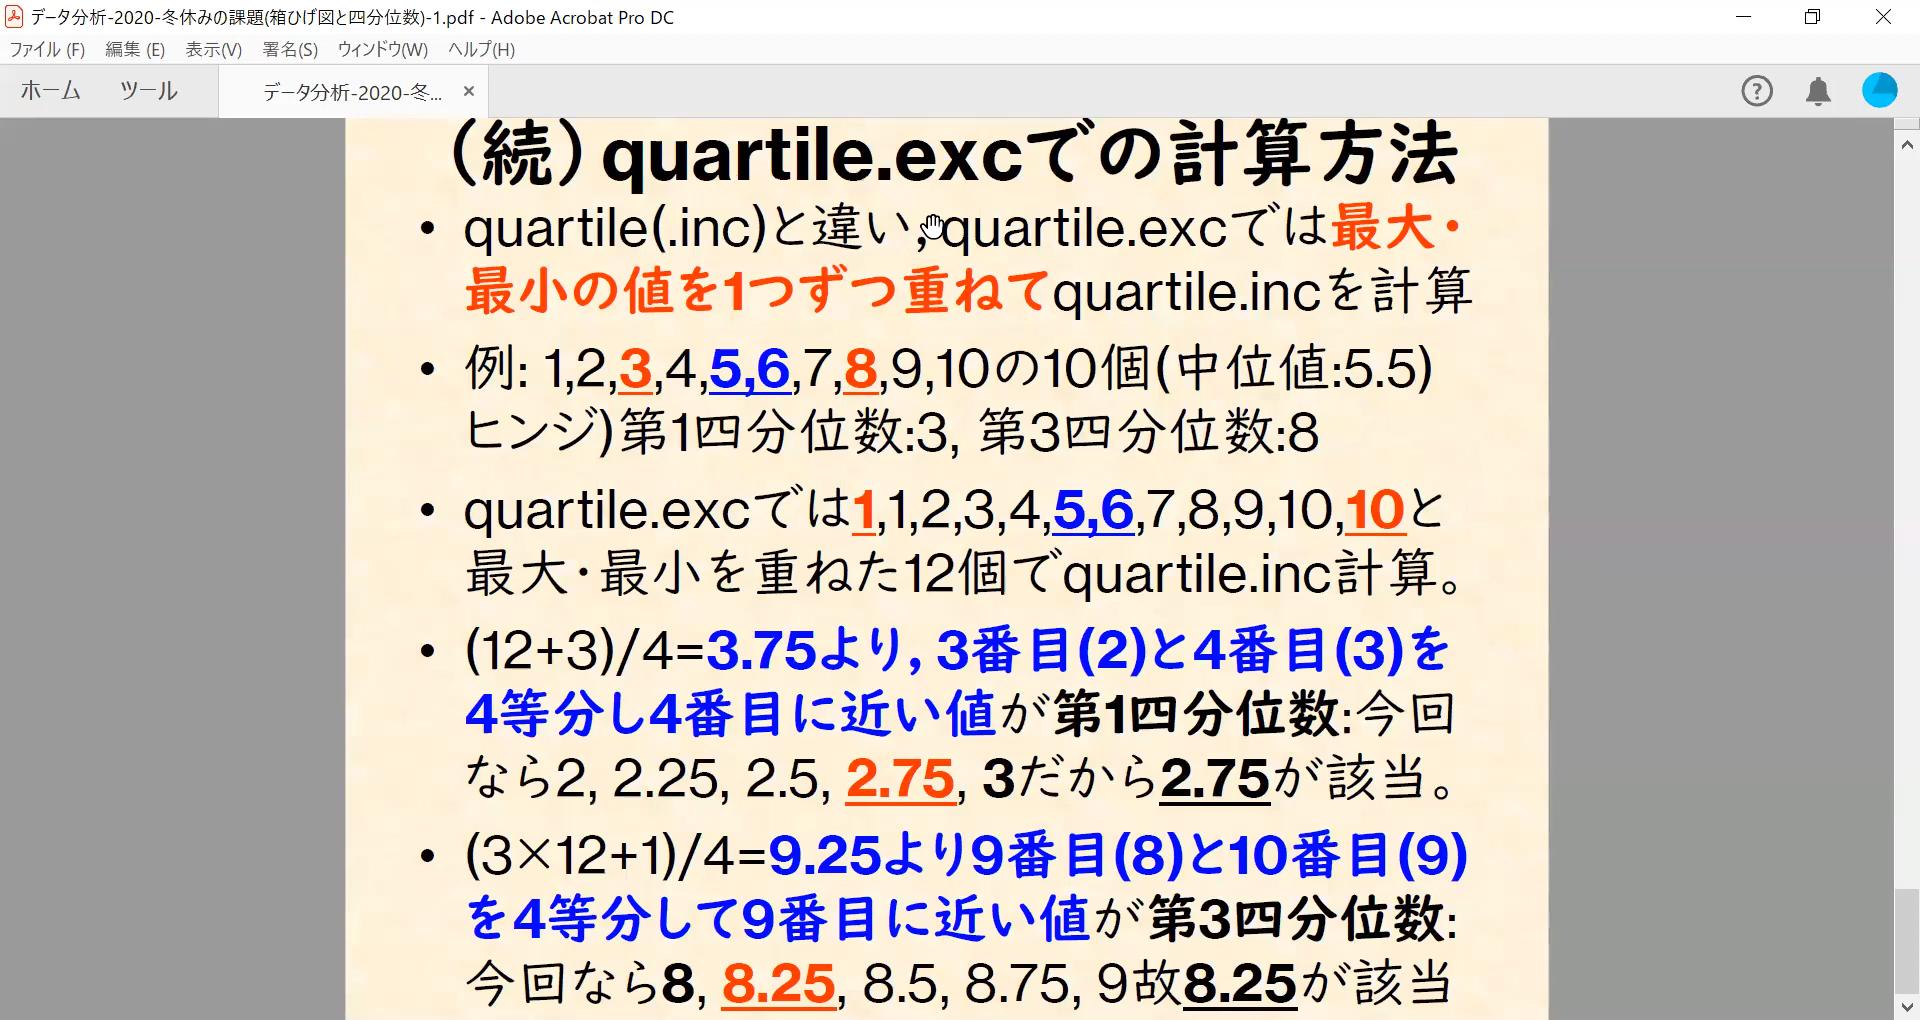 データ分析-2020-冬休みの課題(箱ひげ図と四分位数)-1.pdf - Adobe Acrobat Pro DC
ファイル(F) 編集(E) 表示(V) 署名(S) ウィンドウ(W) ヘルプ(H)
ホーム ツール データ分析-2020-冬... ×
(続) quartile.excでの計算方法
• quartile(.inc)と違い, quartile.excでは最大・
最小の値を1つずつ重ねてquartile.incを計算
• 例: 1,2,3,4,5,6,7,8,9,10の10個(中位値:5.5)
ヒンジ)第1四分位数:3, 第3四分位数:8
• quartile.excでは1,1,2,3,4,5,6,7,8,9,10,10と
最大・最小を重ねた12個でquartile.inc計算。
• (12+3)/4=3.75より, 3番目(2)と4番目(3)を
4等分し4番目に近い値が第1四分位数:今回
なら2, 2.25, 2.5, 2.75, 3だから2.75が該当。
• (3×12+1)/4=9.25より9番目(8)と10番目(9)
を4等分して9番目に近い値が第3四分位数:
今回なら8, 8.25, 8.5, 8.75, 9故8.25が該当